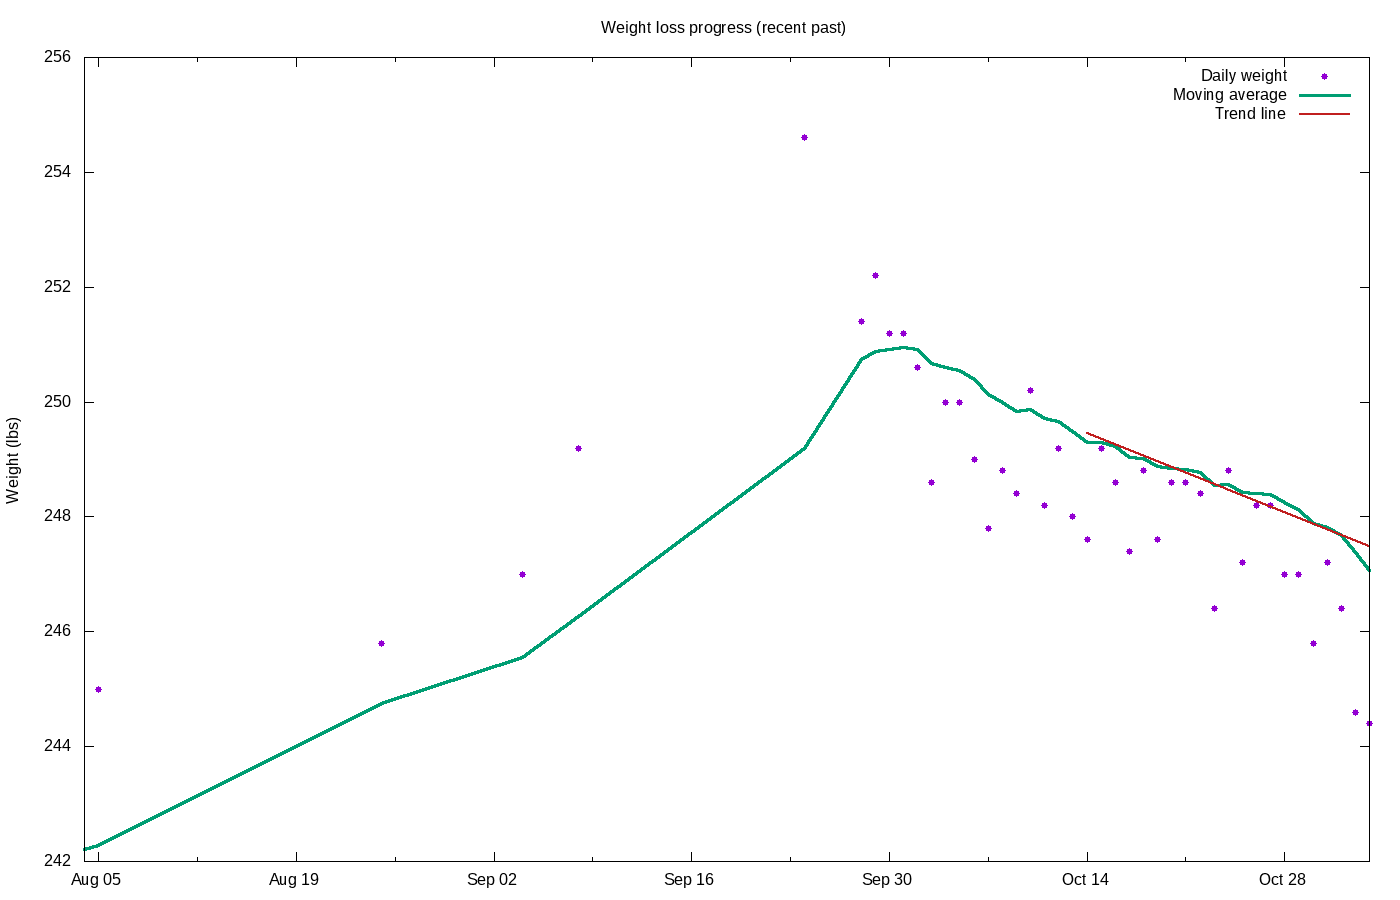 Weight loss progress (recent past)
256
254
252
250
248
246
244
242
Weight (lbs)
Daily weight
Moving average
Trend line
Aug 05
Aug 19
Sep 02
Sep 16
Sep 30
Oct 14
Oct 28